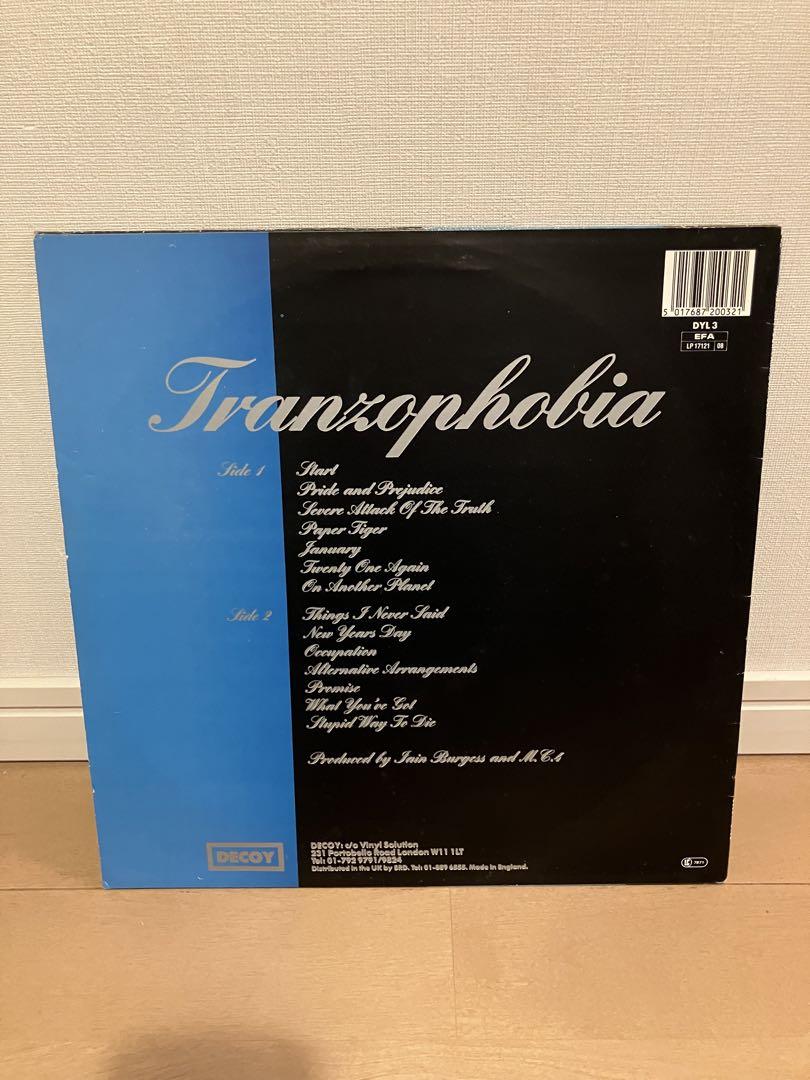 5 017687 200321
DYL 3
EFA
LP 17121 08
Tranzophobia
Side 1
Start
Pride and Prejudice
Severe Attack Of The Truth
Paper Tiger
January
Twenty One Again
On Another Planet
Side 2
Things I Never Said
New Years Day
Occupation
Alternative Arrangements
Promise
What You've Got
Stupid Way To Die
Produced by Iain Burgess and M.C.4
DECOY
DECOY: c/o Vinyl Solution
231 Portobello Road London W11 1LT
Tel: 01-792 9791/9824
Distributed in the UK by SRD. Tel: 01-889 6555. Made in England.
7871